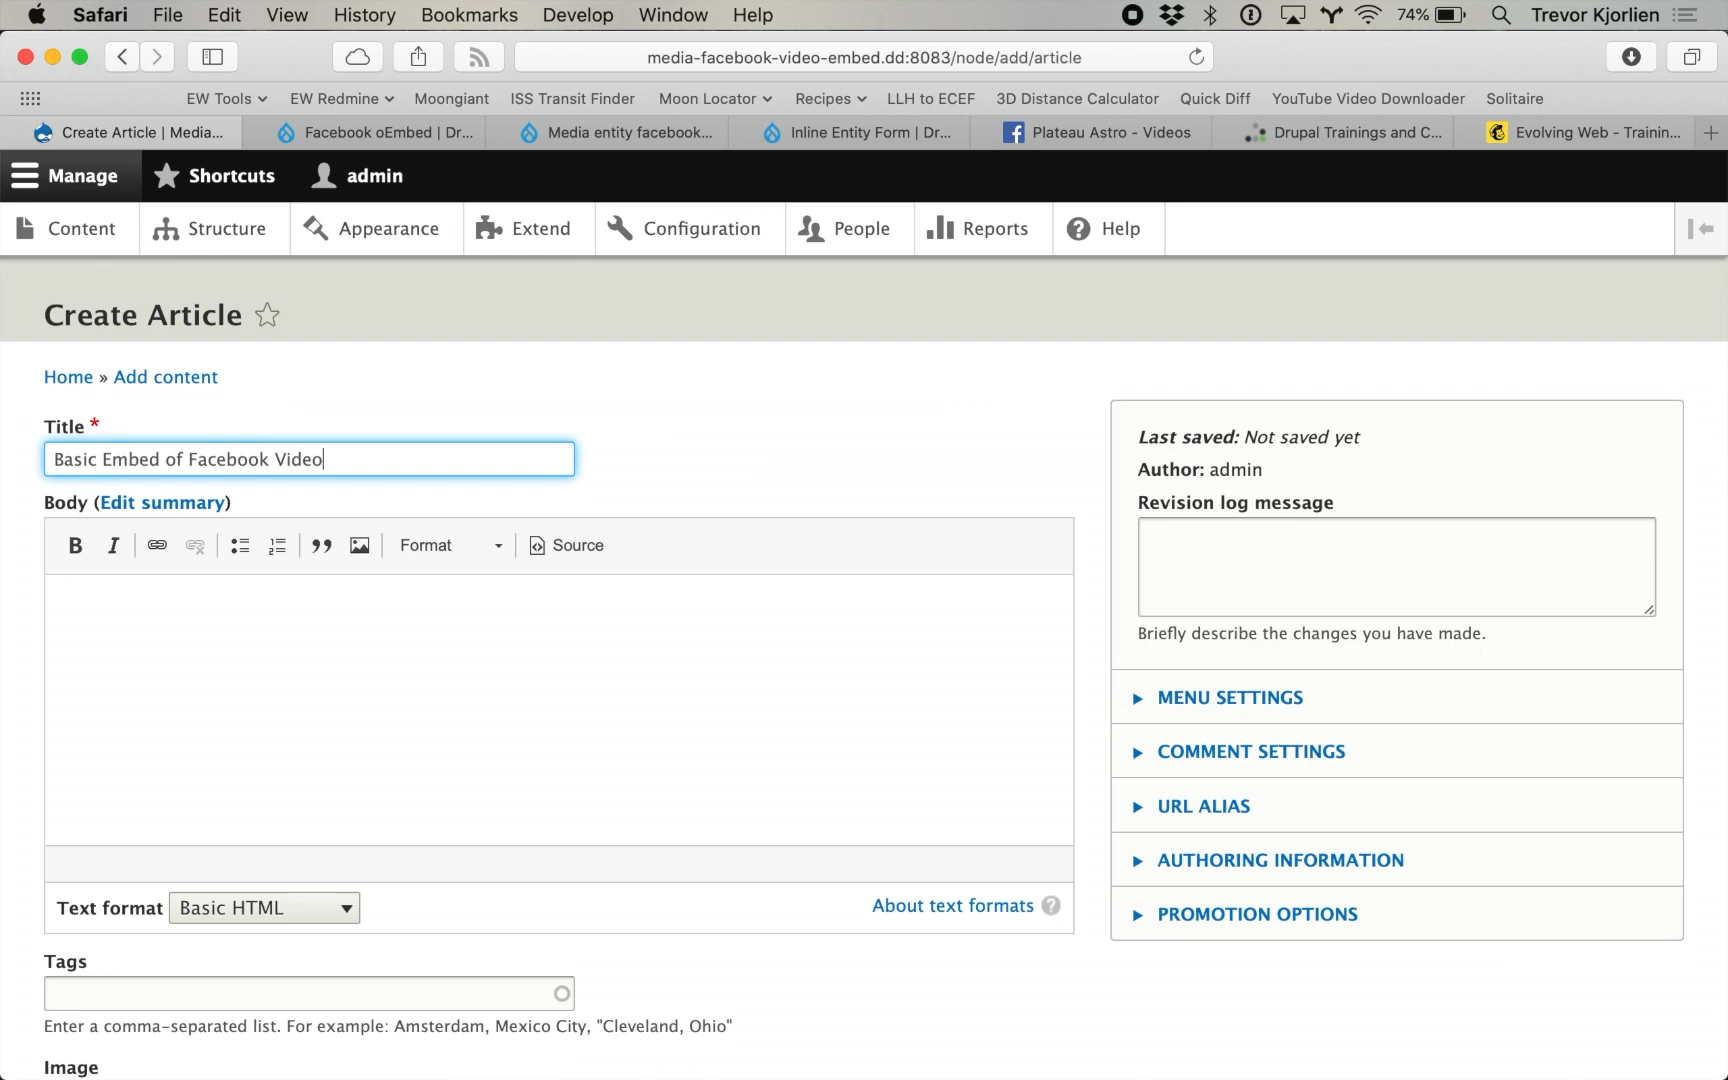 Safari File Edit View History Bookmarks Develop Window Help 74% Trevor Kjorlien
media-facebook-video-embed.dd:8083/node/add/article
EW Tools EW Redmine Moongiant ISS Transit Finder Moon Locator Recipes LLH to ECEF 3D Distance Calculator Quick Diff YouTube Video Downloader Solitaire
Create Article | Media... Facebook oEmbed | Dr... Media entity facebook... Inline Entity Form | Dr... Plateau Astro - Videos Drupal Trainings and C... Evolving Web - Trainin...
Manage Shortcuts admin
Content Structure Appearance Extend Configuration People Reports Help
Create Article
Home » Add content
Title *
Basic Embed of Facebook Video
Body (Edit summary)
B I Format Source
Text format Basic HTML About text formats ?
Tags
Enter a comma-separated list. For example: Amsterdam, Mexico City, "Cleveland, Ohio"
Image
Last saved: Not saved yet
Author: admin
Revision log message
Briefly describe the changes you have made.
MENU SETTINGS
COMMENT SETTINGS
URL ALIAS
AUTHORING INFORMATION
PROMOTION OPTIONS